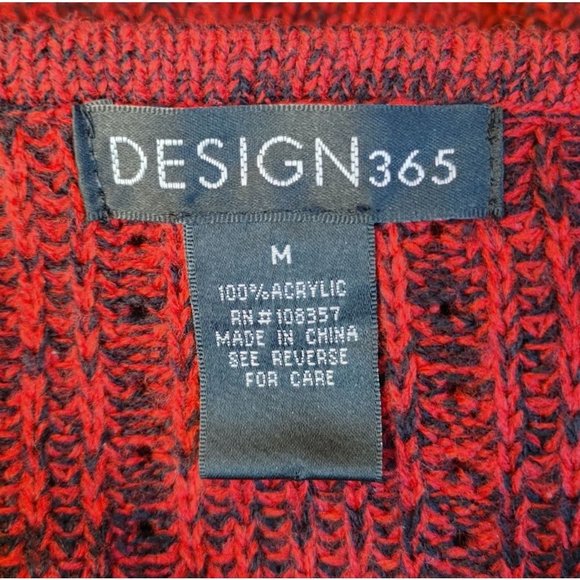 DESIGN365
M
100%ACRYLIC
RN#108357
MADE IN CHINA
SEE REVERSE
FOR CARE